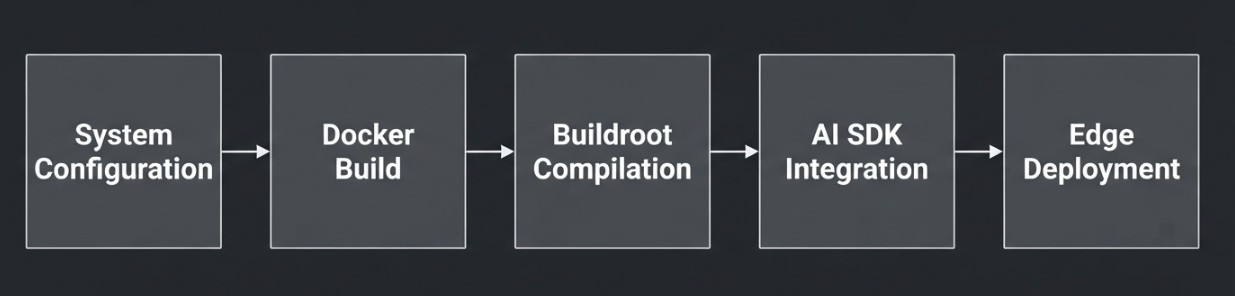 System
Configuration
Docker
Build
Buildroot
Compilation
AI SDK
Integration
Edge
Deployment